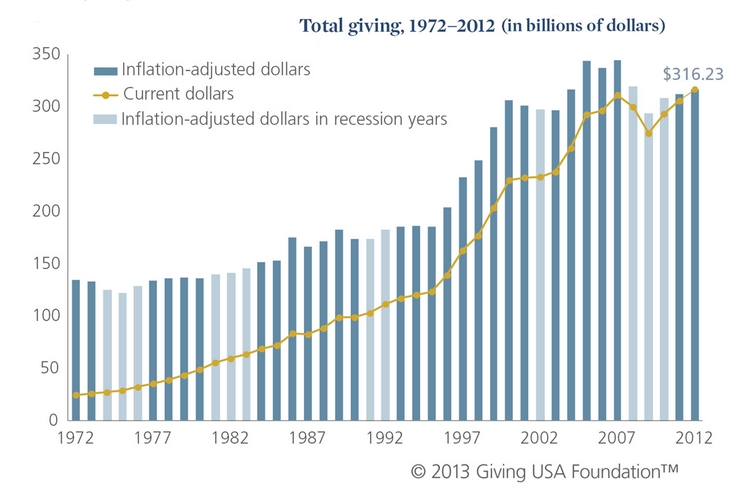 Total giving, 1972–2012 (in billions of dollars)
350
Inflation-adjusted dollars
$316.23
Current dollars
300
Inflation-adjusted dollars in recession years
250
200
150
100
50
0
1972 1977 1982 1987 1992 1997 2002 2007 2012
© 2013 Giving USA Foundation™